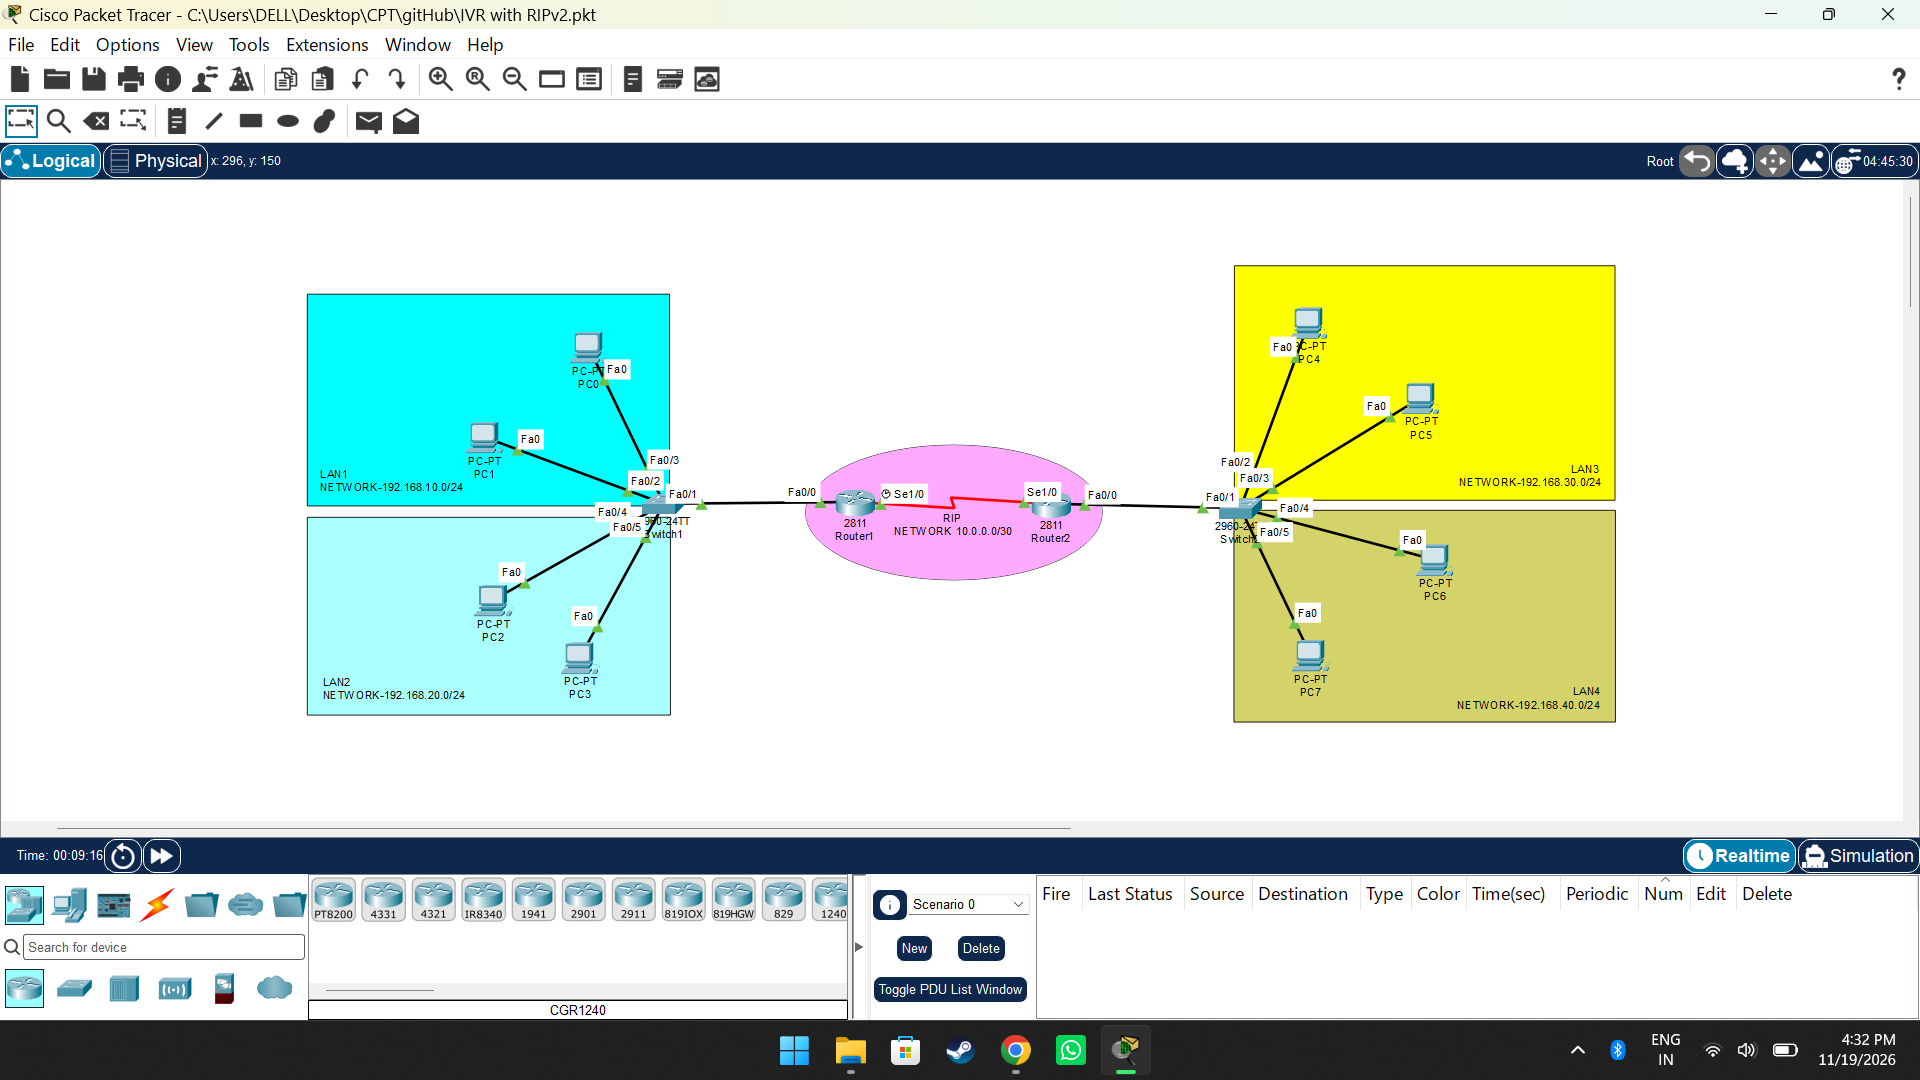 Cisco Packet Tracer - C:\Users\DELL\Desktop\CPT\gitHub\IVR with RIPv2.pkt
File Edit Options View Tools Extensions Window Help
Logical Physical x: 296, y: 150 Root 04:45:30
PC-PT
PC0
Fa0
PC-PT
PC1
Fa0
LAN1
NETWORK-192.168.10.0/24
Fa0/3
Fa0/2
Fa0/1
Fa0/4
Fa0/5
960-24TT
witch1
Fa0
PC-PT
PC2
Fa0
PC-PT
PC3
LAN2
NETWORK-192.168.20.0/24
Fa0/0
Se1/0
2811
Router1
RIP
NETWORK 10.0.0.0/30
Se1/0
Fa0/0
2811
Router2
Fa0
C-PT
PC4
Fa0
PC-PT
PC5
LAN3
NETWORK-192.168.30.0/24
Fa0/2
Fa0/3
Fa0/1
Fa0/4
Fa0/5
2960-24
Switch
Fa0
PC-PT
PC6
Fa0
PC-PT
PC7
LAN4
NETWORK-192.168.40.0/24
Time: 00:09:16 Realtime Simulation
PT8200 4331 4321 IR8340 1941 2901 2911 819IOX 819HGW 829 1240
Search for device
CGR1240
Scenario 0
New Delete
Toggle PDU List Window
Fire Last Status Source Destination Type Color Time(sec) Periodic Num Edit Delete
ENG
IN
4:32 PM
11/19/2026